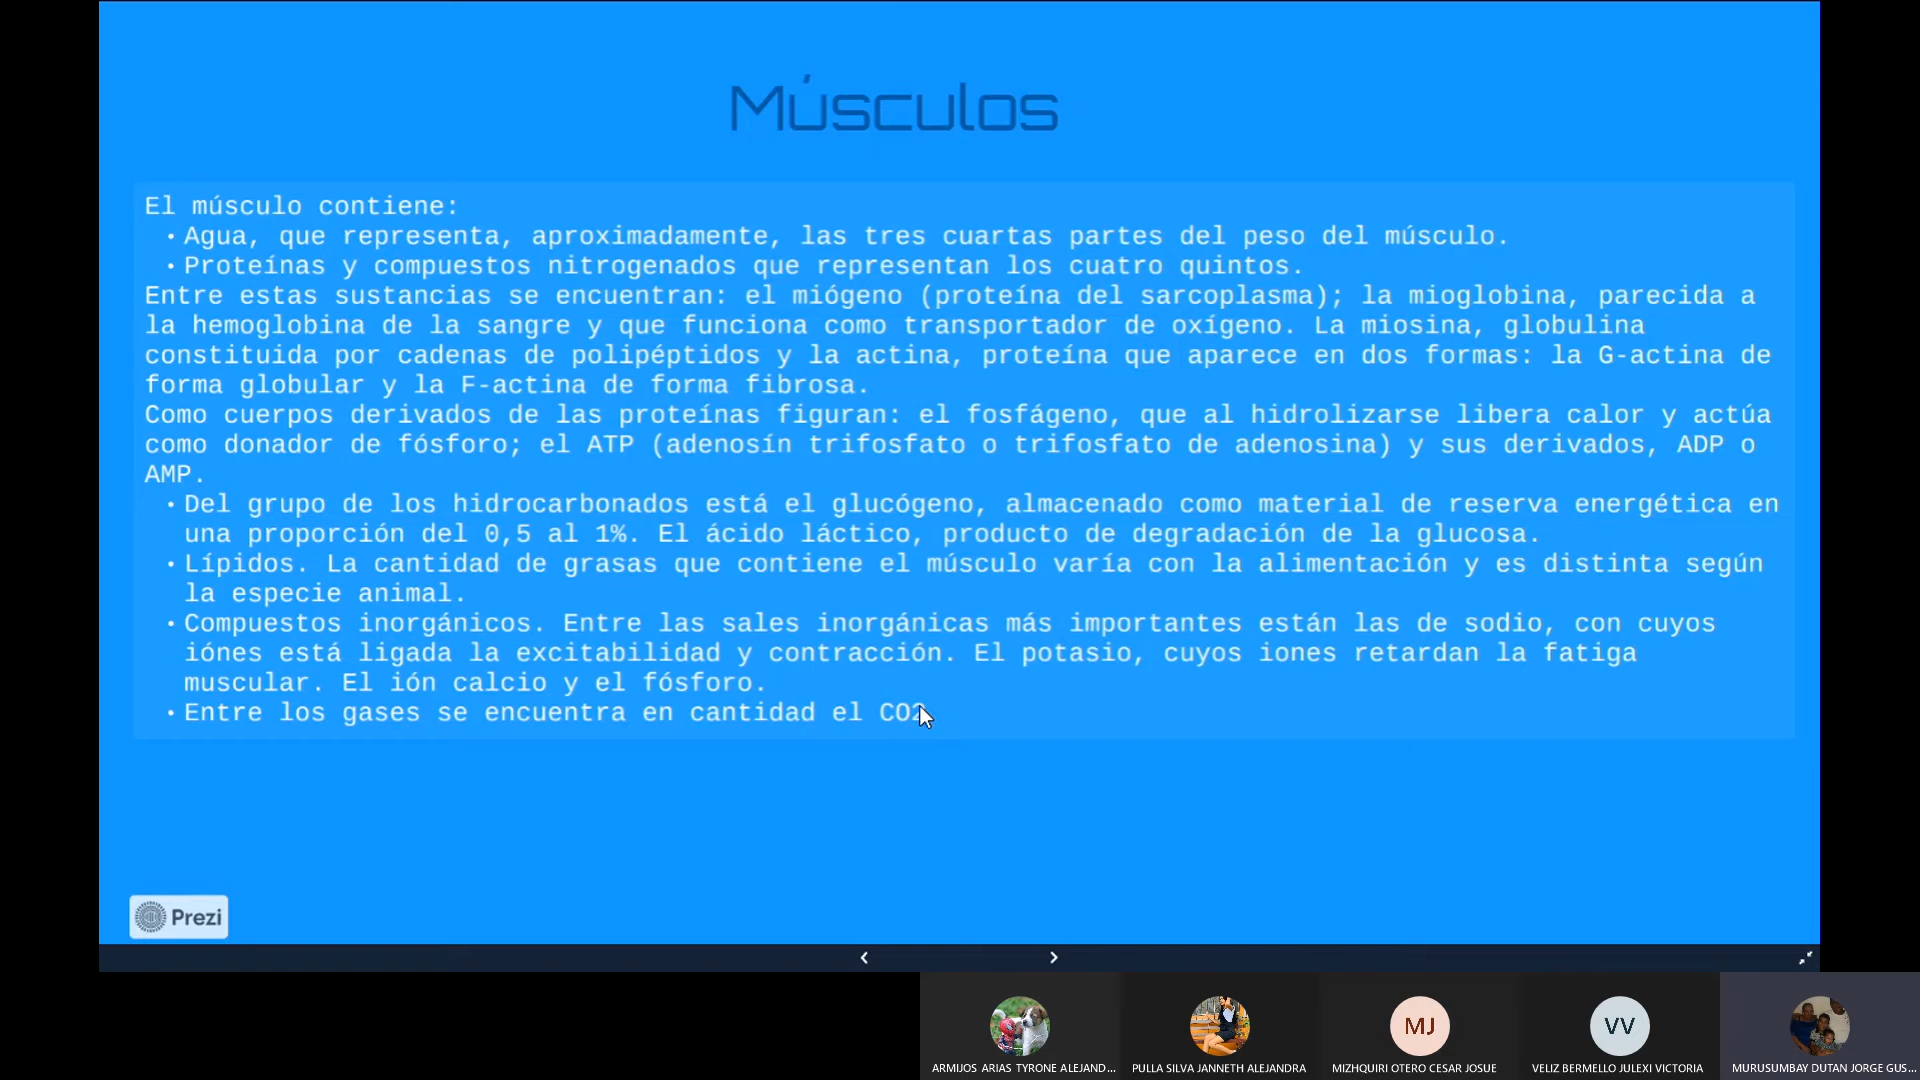 Músculos
El músculo contiene:
• Agua, que representa, aproximadamente, las tres cuartas partes del peso del músculo.
• Proteínas y compuestos nitrogenados que representan los cuatro quintos.
Entre estas sustancias se encuentran: el miógeno (proteína del sarcoplasma); la mioglobina, parecida a
la hemoglobina de la sangre y que funciona como transportador de oxígeno. La miosina, globulina
constituida por cadenas de polipéptidos y la actina, proteína que aparece en dos formas: la G-actina de
forma globular y la F-actina de forma fibrosa.
Como cuerpos derivados de las proteínas figuran: el fosfágeno, que al hidrolizarse libera calor y actúa
como donador de fósforo; el ATP (adenosín trifosfato o trifosfato de adenosina) y sus derivados, ADP o
AMP.
• Del grupo de los hidrocarbonados está el glucógeno, almacenado como material de reserva energética en
una proporción del 0,5 al 1%. El ácido láctico, producto de degradación de la glucosa.
• Lípidos. La cantidad de grasas que contiene el músculo varía con la alimentación y es distinta según
la especie animal.
• Compuestos inorgánicos. Entre las sales inorgánicas más importantes están las de sodio, con cuyos
iónes está ligada la excitabilidad y contracción. El potasio, cuyos iones retardan la fatiga
muscular. El ión calcio y el fósforo.
• Entre los gases se encuentra en cantidad el CO2
Prezi
MJ
VV
ARMIJOS ARIAS TYRONE ALEJAND...
PULLA SILVA JANNETH ALEJANDRA
MIZHQUIRI OTERO CESAR JOSUE
VELIZ BERMELLO JULEXI VICTORIA
MURUSUMBAY DUTAN JORGE GUS...